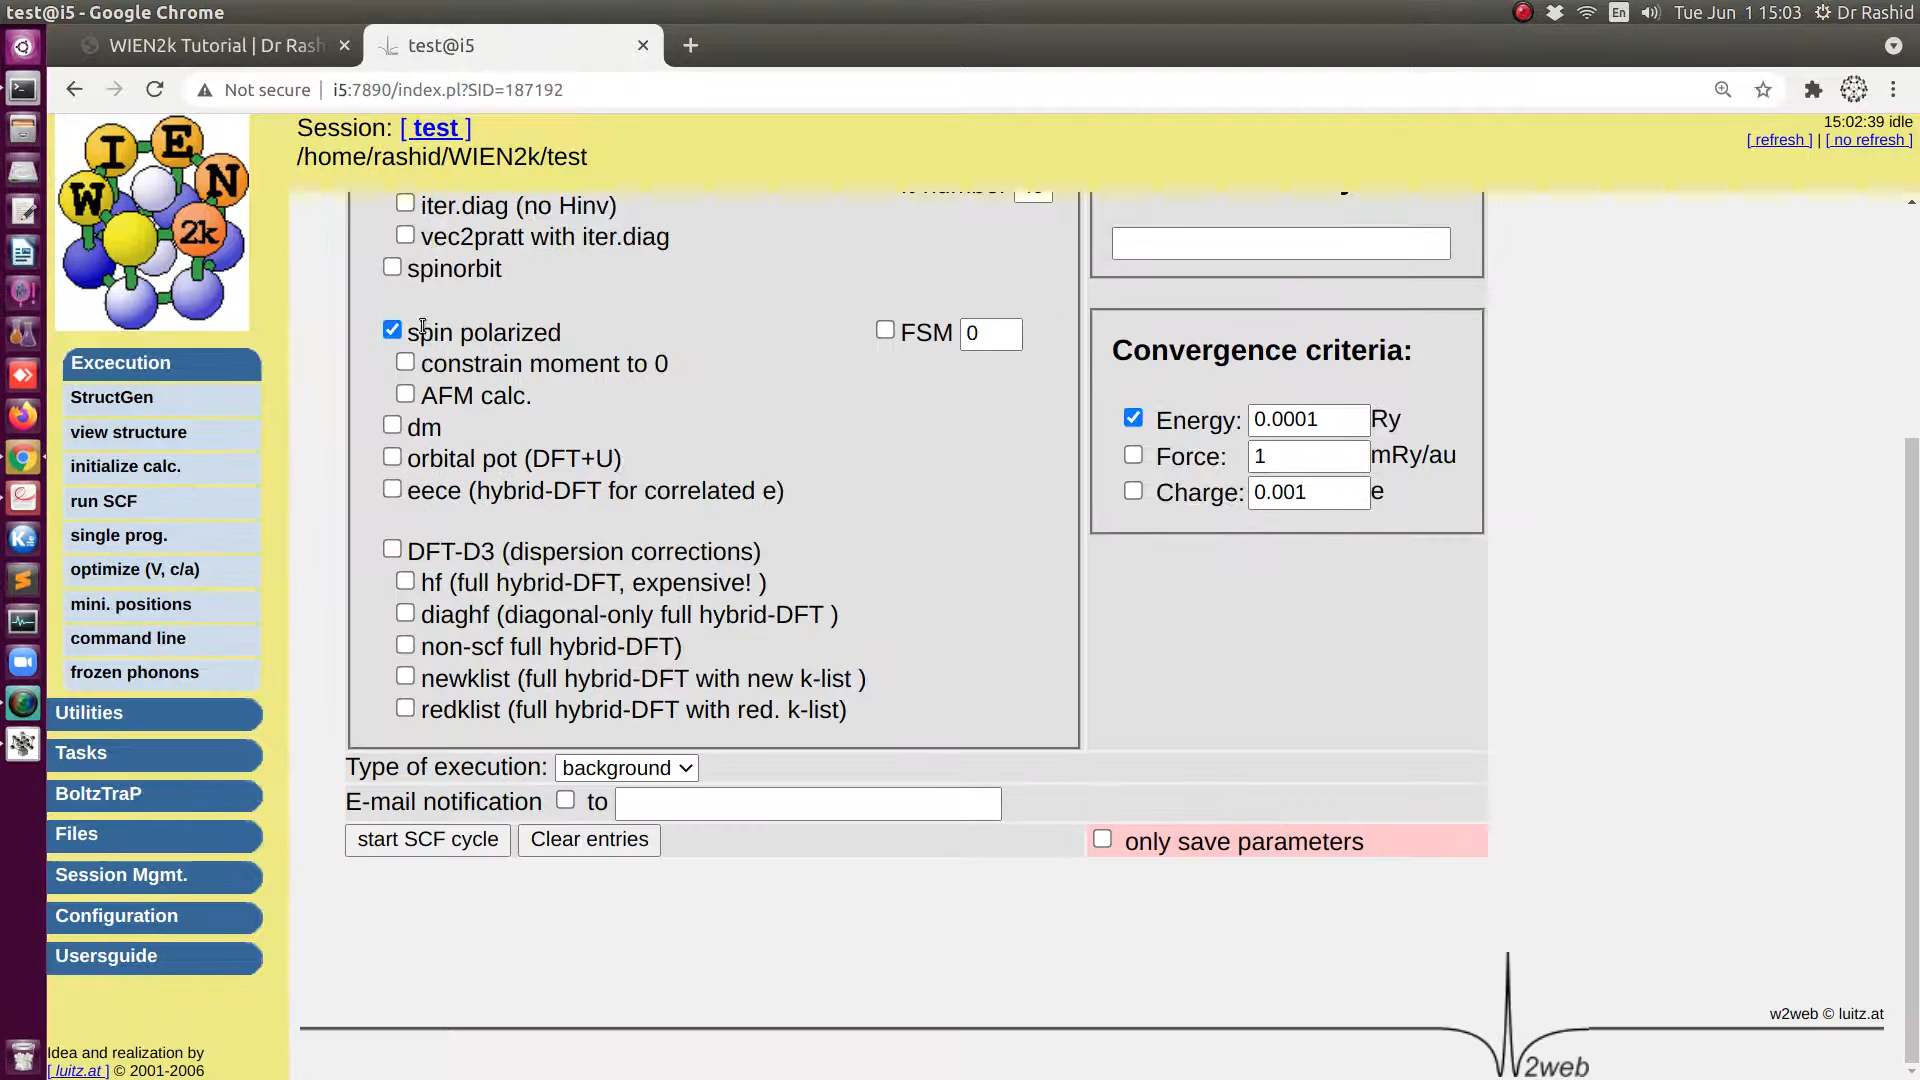 test@i5 - Google Chrome
En Tue Jun 1 15:03 Dr Rashid
WIEN2k Tutorial | Dr Rash
test@i5
Not secure | i5:7890/index.pl?SID=187192
WIEN
2k
Session: [ test ]
/home/rashid/WIEN2k/test
15:02:39 idle
[ refresh ] | [ no refresh ]
Excecution
StructGen
view structure
initialize calc.
run SCF
single prog.
optimize (V, c/a)
mini. positions
command line
frozen phonons
Utilities
Tasks
BoltzTraP
Files
Session Mgmt.
Configuration
Usersguide
Idea and realization by
[ luitz.at ] © 2001-2006
iter.diag (no Hinv)
vec2pratt with iter.diag
spinorbit
spin polarized
FSM 0
constrain moment to 0
AFM calc.
dm
orbital pot (DFT+U)
eece (hybrid-DFT for correlated e)
DFT-D3 (dispersion corrections)
hf (full hybrid-DFT, expensive! )
diaghf (diagonal-only full hybrid-DFT )
non-scf full hybrid-DFT)
newklist (full hybrid-DFT with new k-list )
redklist (full hybrid-DFT with red. k-list)
Convergence criteria:
Energy: 0.0001 Ry
Force: 1 mRy/au
Charge: 0.001 e
Type of execution: background
E-mail notification to
start SCF cycle Clear entries
only save parameters
w2web © luitz.at
2web